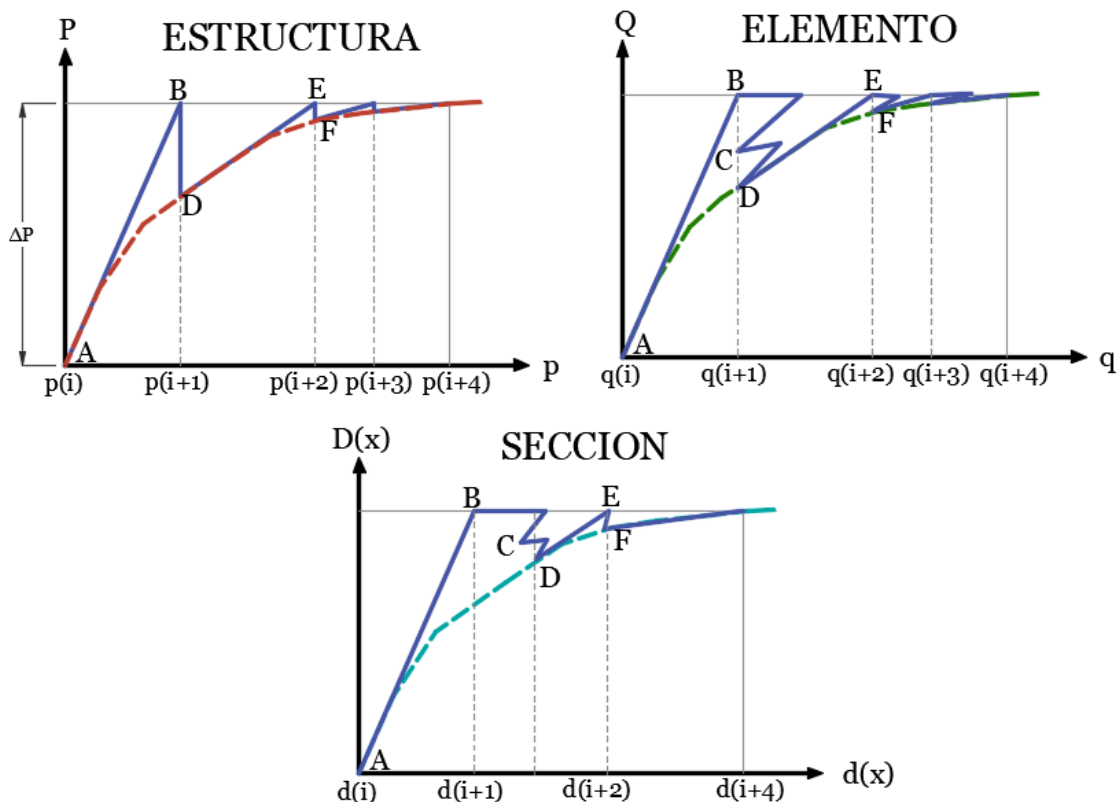 ESTRUCTURA
P
B
E
F
D
ΔP
A
p
p(i) p(i+1) p(i+2) p(i+3) p(i+4)
ELEMENTO
Q
B
E
C
F
D
A
q
q(i) q(i+1) q(i+2) q(i+3) q(i+4)
SECCION
D(x)
B
E
C
F
D
A
d(x)
d(i) d(i+1) d(i+2) d(i+4)